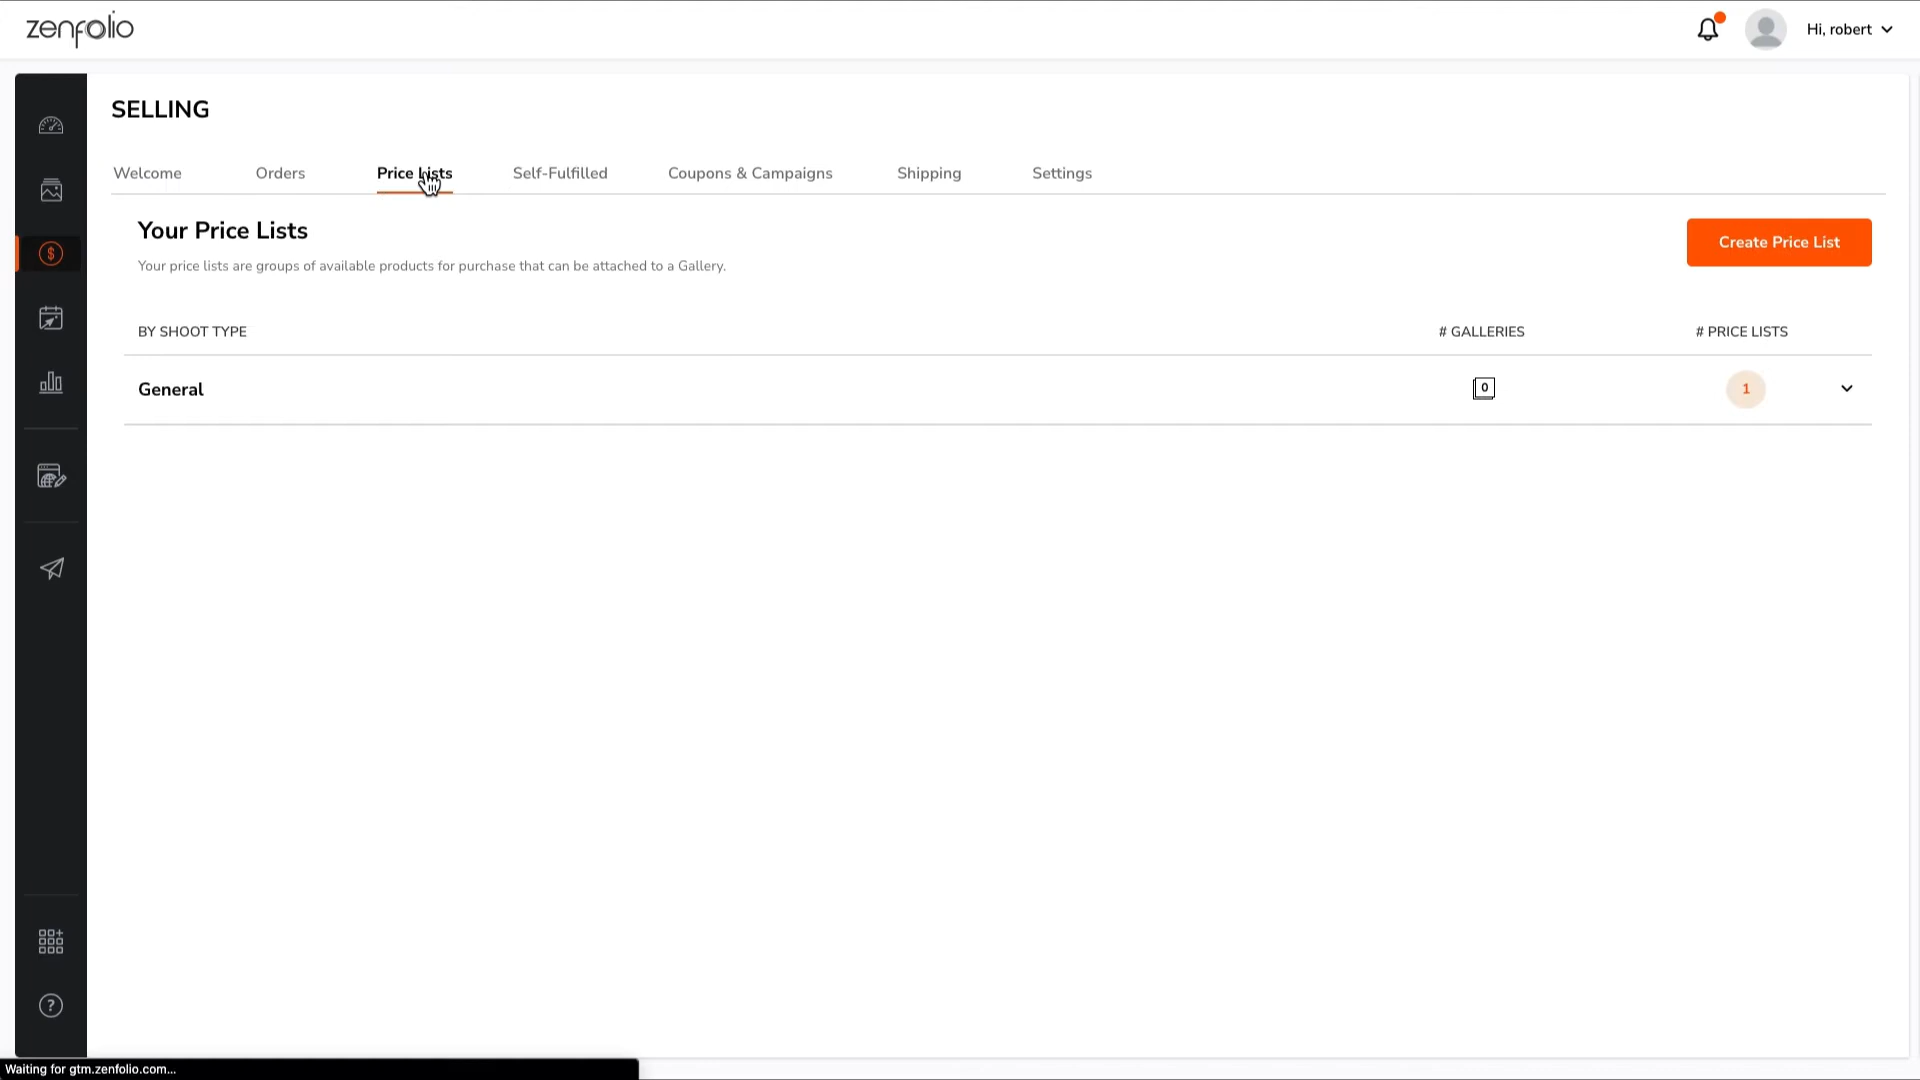 zenfolio
Hi, robert
SELLING
Welcome Orders Price Lists Self-Fulfilled Coupons & Campaigns Shipping Settings
Your Price Lists
Create Price List
Your price lists are groups of available products for purchase that can be attached to a Gallery.
BY SHOOT TYPE # GALLERIES # PRICE LISTS
General 0 1
$
?
Waiting for gtm.zenfolio.com...